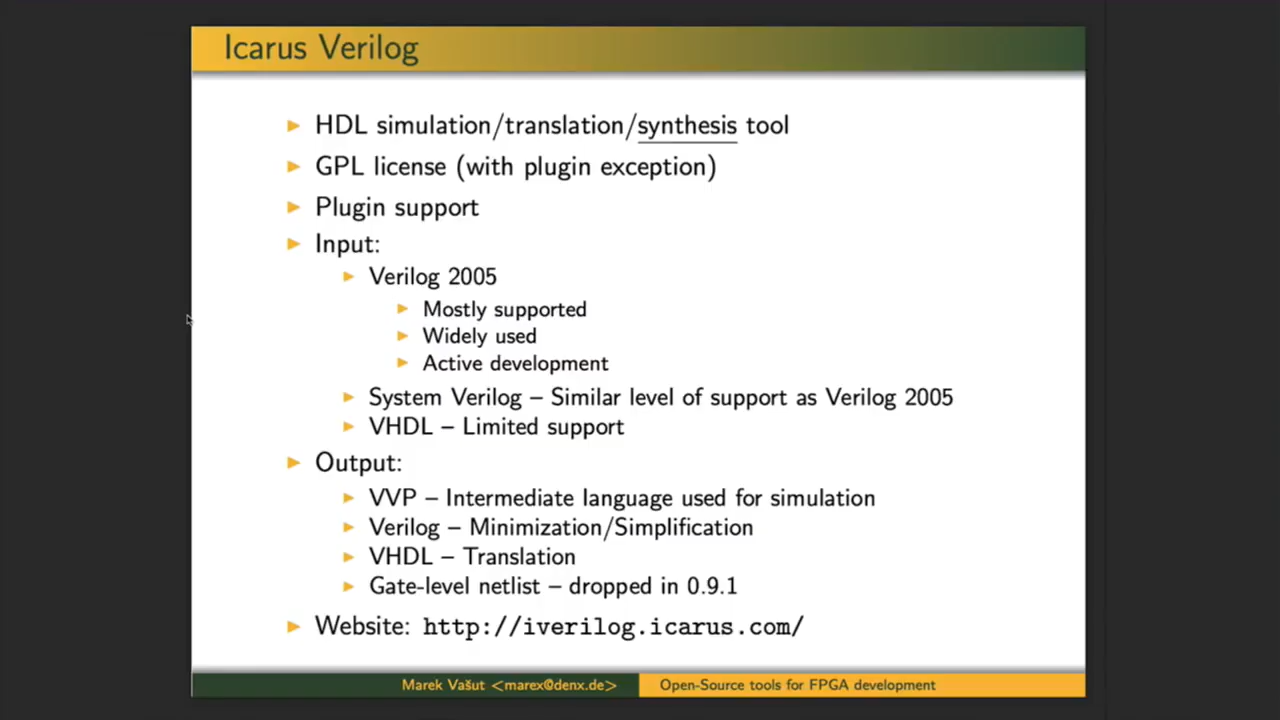 Icarus Verilog
HDL simulation/translation/synthesis tool
GPL license (with plugin exception)
Plugin support
Input:
Verilog 2005
Mostly supported
Widely used
Active development
System Verilog – Similar level of support as Verilog 2005
VHDL – Limited support
Output:
VVP – Intermediate language used for simulation
Verilog – Minimization/Simplification
VHDL – Translation
Gate-level netlist – dropped in 0.9.1
Website: http://iverilog.icarus.com/
Marek Vašut <marex@denx.de> Open-Source tools for FPGA development